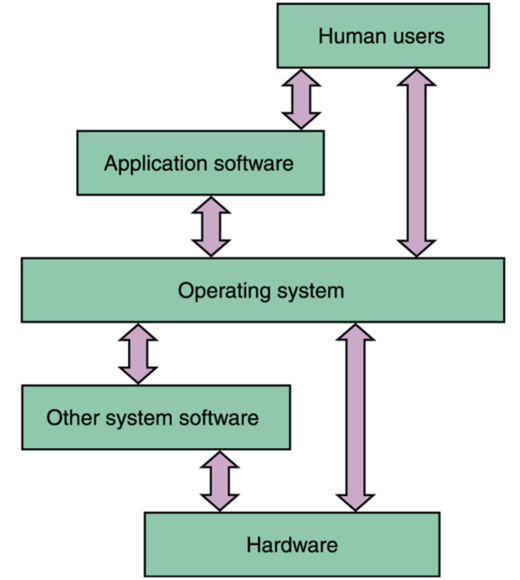 Human users
Application software
Operating system
Other system software
Hardware